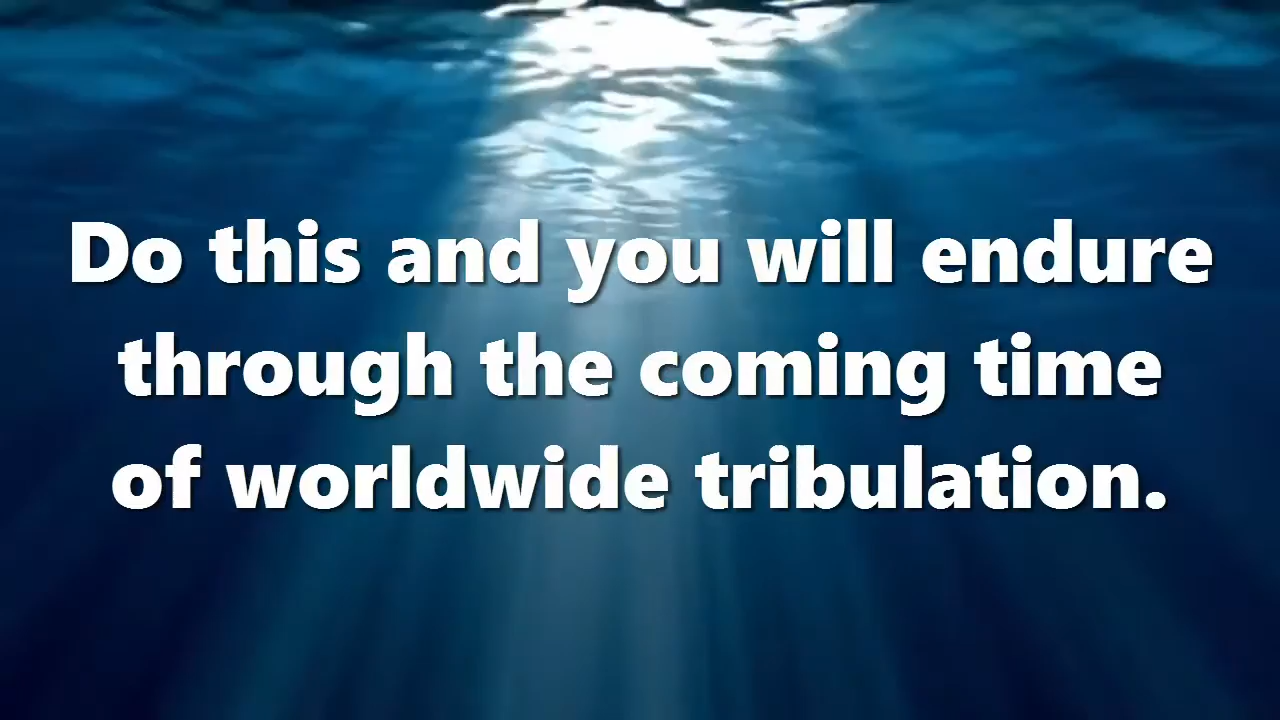 Do this and you will endure
through the coming time
of worldwide tribulation.